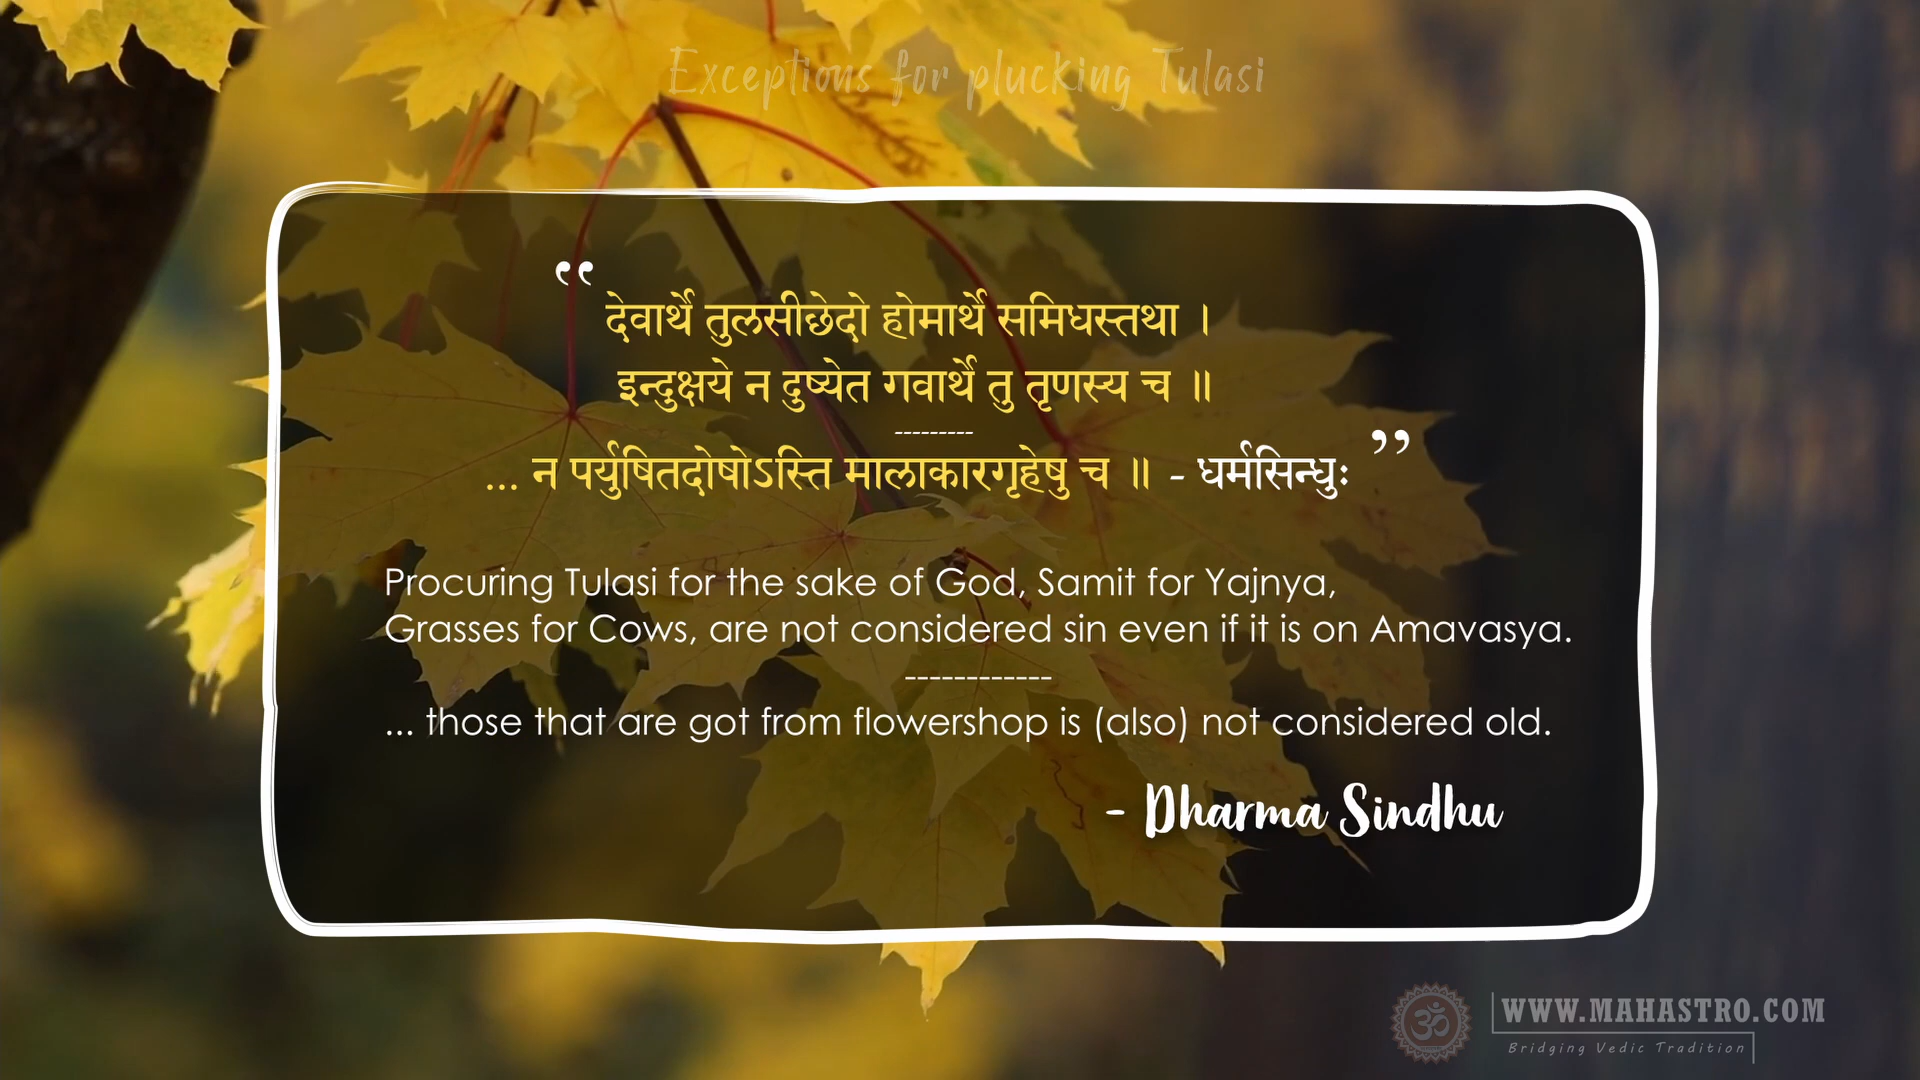 Exceptions for plucking Tulasi
“ देवार्थे तुलसीछेदो होमार्थे समिधस्तथा ।
इन्दुक्षये न दुष्येत गवार्थे तु तृणस्य च ॥
---------
... न पर्युषितदोषोऽस्ति मालाकारगृहेषु च ॥ - धर्मसिन्धुः ”
Procuring Tulasi for the sake of God, Samit for Yajnya,
Grasses for Cows, are not considered sin even if it is on Amavasya.
------------
... those that are got from flowershop is (also) not considered old.
- Dharma Sindhu
ॐ
WWW.MAHASTRO.COM
Bridging Vedic Tradition